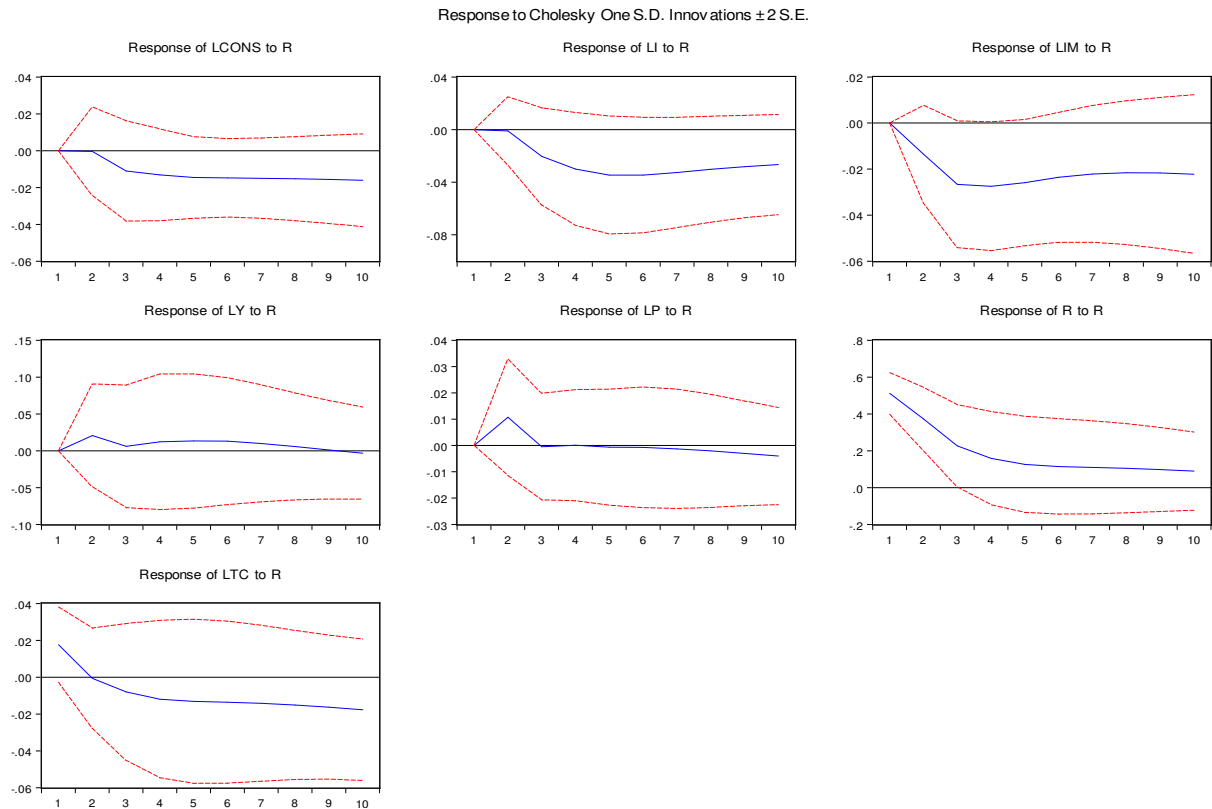 Response to Cholesky One S.D. Innovations ±2 S.E.
Response of LCONS to R
.04
.02
.00
-.02
-.04
-.06
1 2 3 4 5 6 7 8 9 10
Response of LI to R
.04
.00
-.04
-.08
1 2 3 4 5 6 7 8 9 10
Response of LIM to R
.02
.00
-.02
-.04
-.06
1 2 3 4 5 6 7 8 9 10
Response of LY to R
.15
.10
.05
.00
-.05
-.10
1 2 3 4 5 6 7 8 9 10
Response of LP to R
.04
.03
.02
.01
.00
-.01
-.02
-.03
1 2 3 4 5 6 7 8 9 10
Response of R to R
.8
.6
.4
.2
.0
-.2
1 2 3 4 5 6 7 8 9 10
Response of LTC to R
.04
.02
.00
-.02
-.04
-.06
1 2 3 4 5 6 7 8 9 10